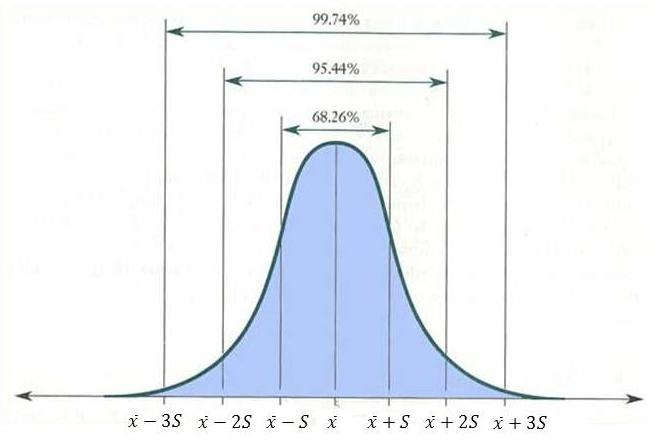 99.74%
95.44%
68.26%
x̄ − 3S x̄ − 2S x̄ − S x̄ x̄ + S x̄ + 2S x̄ + 3S